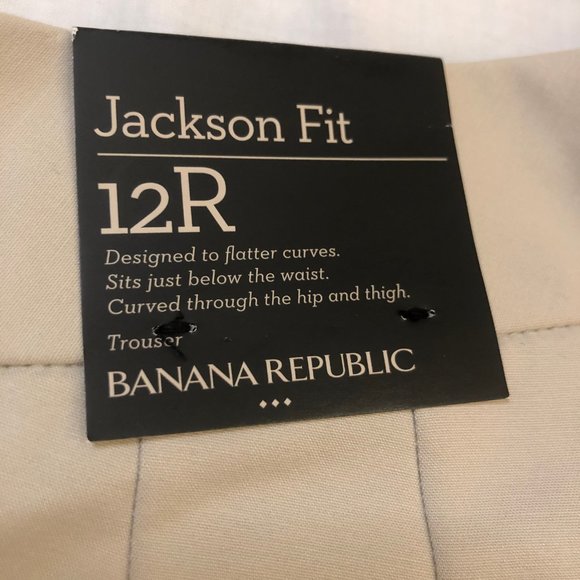 Jackson Fit
12R
Designed to flatter curves.
Sits just below the waist.
Curved through the hip and thigh.
Trouser
BANANA REPUBLIC